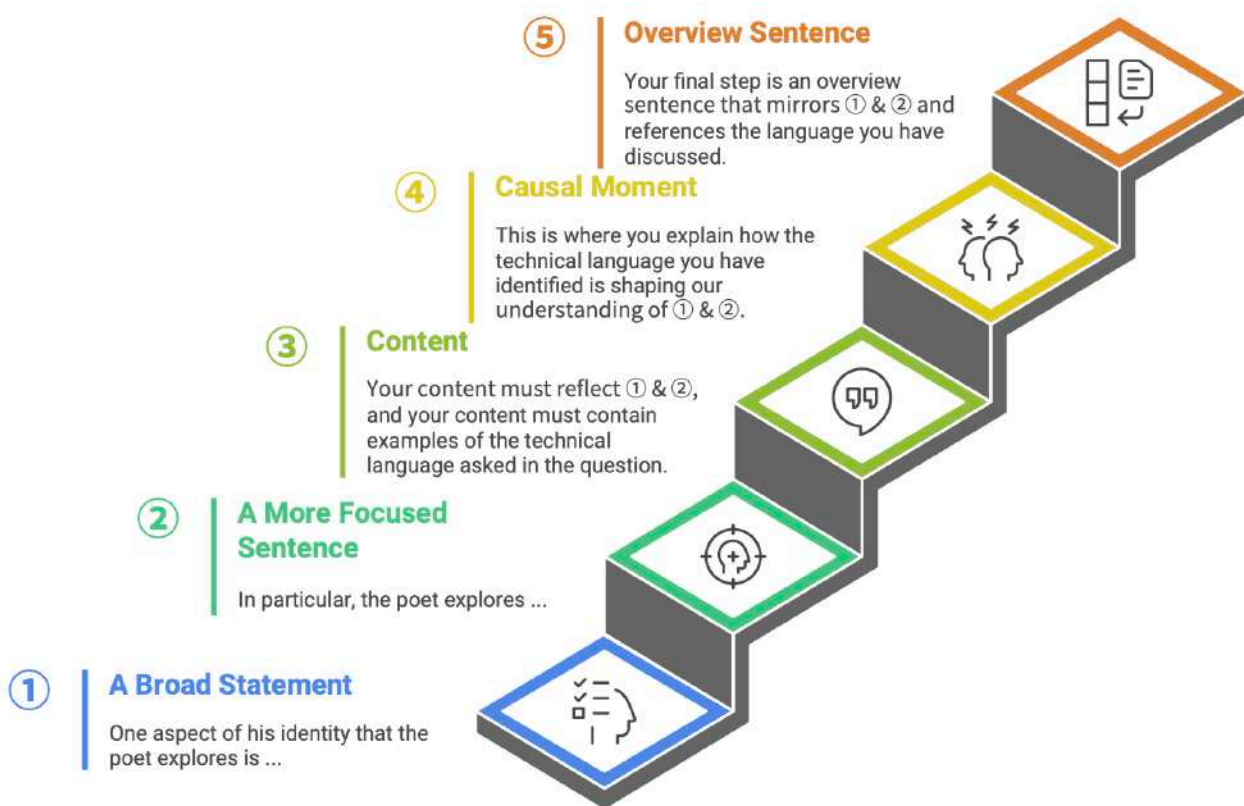 ⑤
Overview Sentence
Your final step is an overview
sentence that mirrors ① & ② and
references the language you have
discussed.
④
Causal Moment
This is where you explain how the
technical language you have
identified is shaping our
understanding of ① & ②.
③
Content
Your content must reflect ① & ②,
and your content must contain
examples of the technical
language asked in the question.
②
A More Focused
Sentence
In particular, the poet explores ...
①
A Broad Statement
One aspect of his identity that the
poet explores is ...